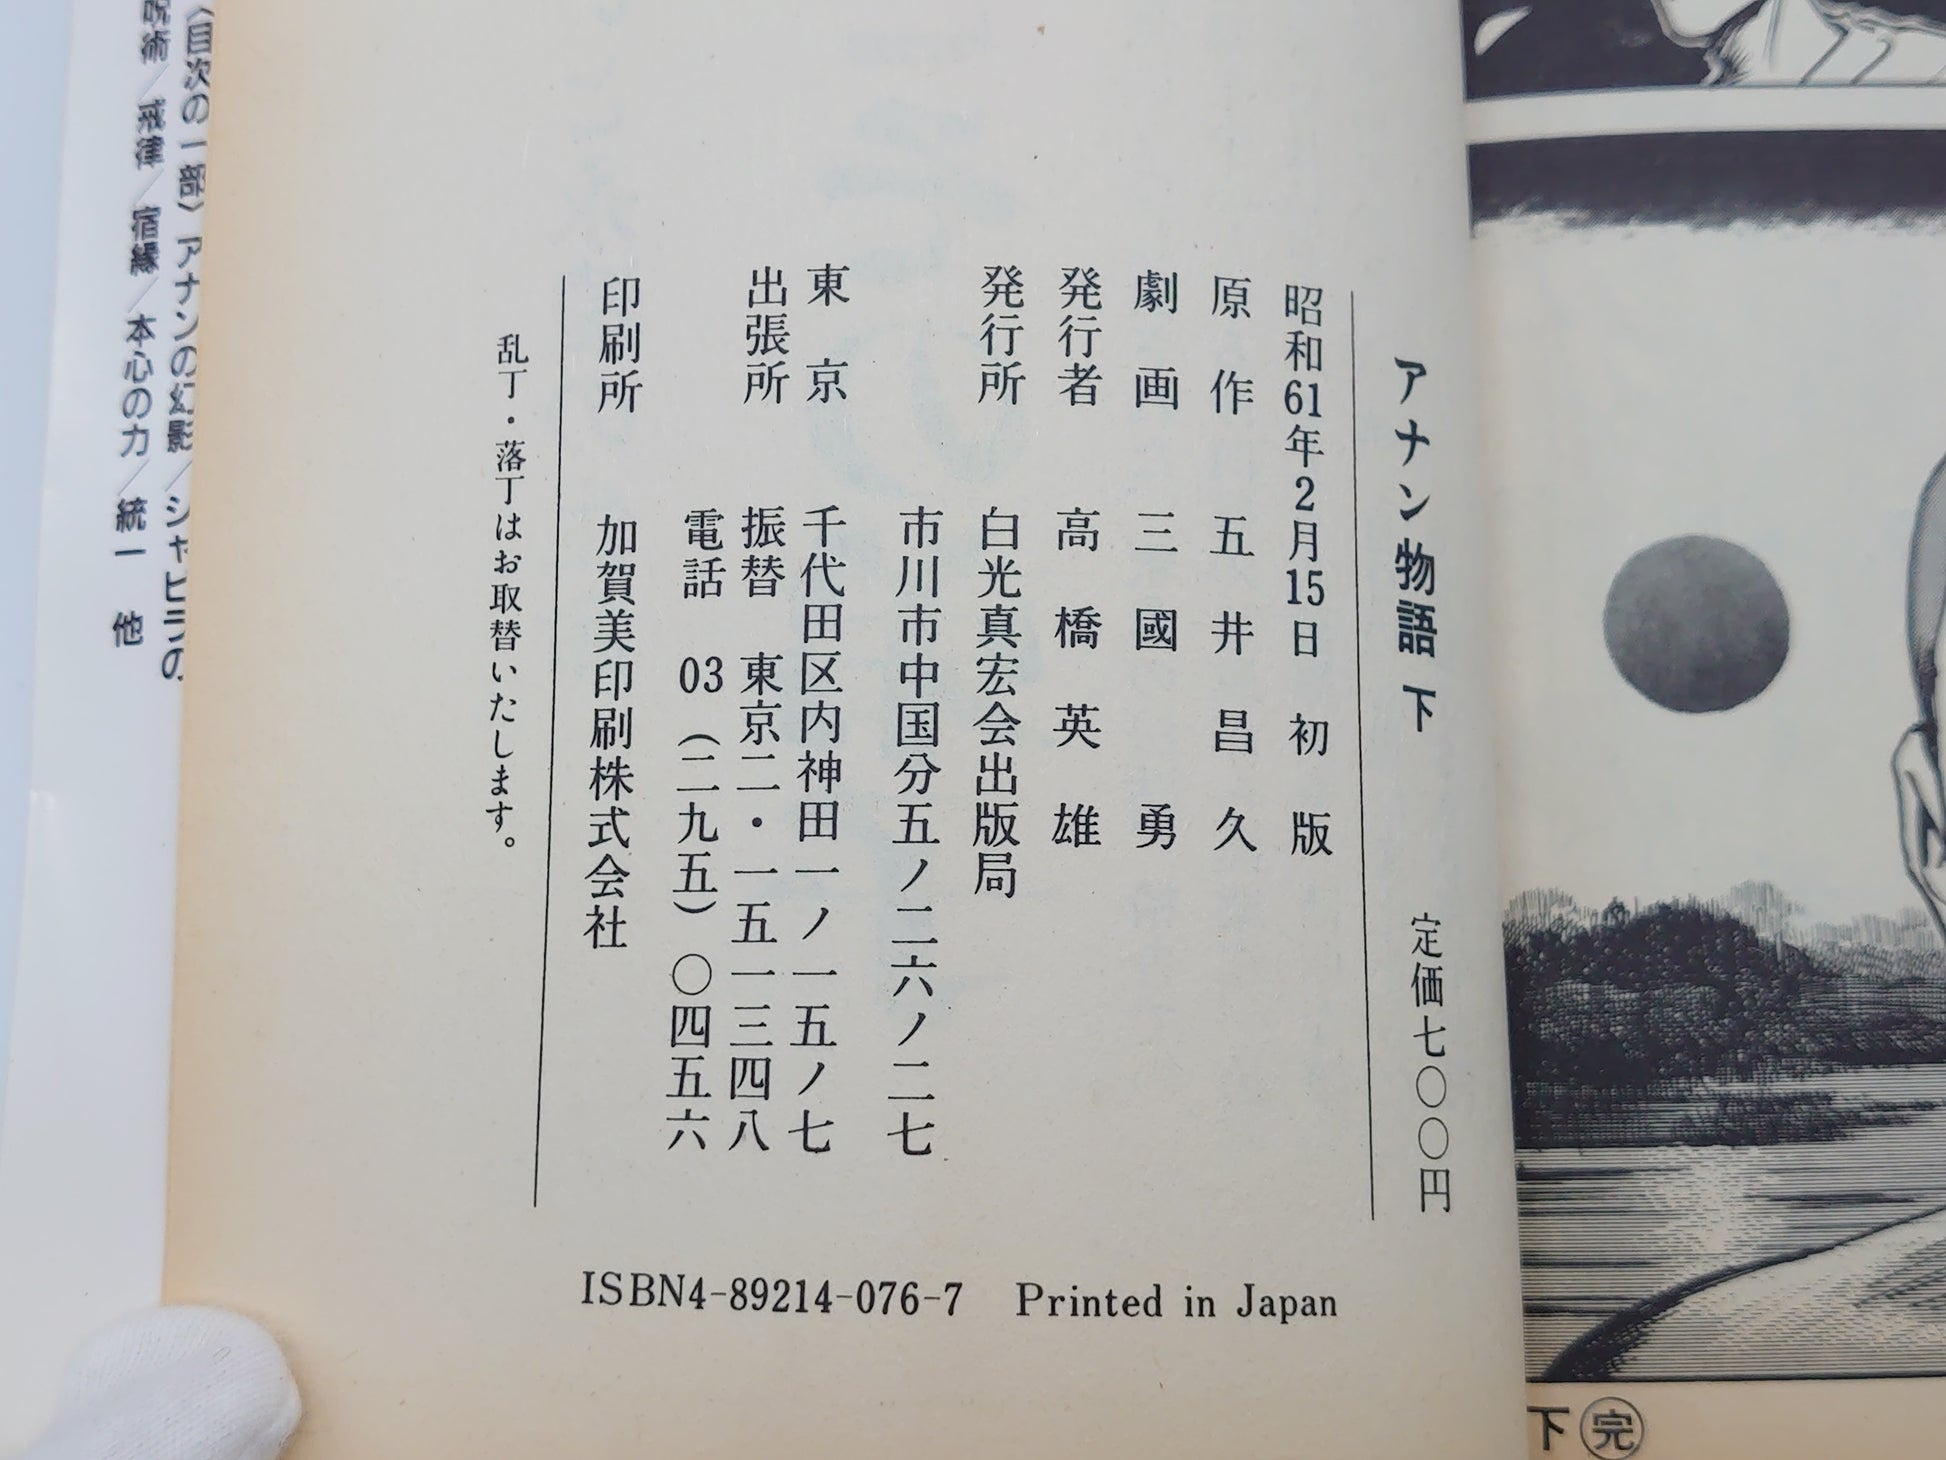 アナン物語 下 定価七〇〇円
昭和61年2月15日 初版
原作 五井昌久
劇画 三國勇
発行者 高橋英雄
発行所 白光真宏会出版局
市川市中国分五ノ二六ノ二七
東京
出張所
千代田区内神田一ノ一五ノ七
振替 東京二・一五一三四八
電話 03(二九五)〇四五六
印刷所 加賀美印刷株式会社
乱丁・落丁はお取替いたします。
ISBN4-89214-076-7 Printed in Japan
〈目次の一部〉アナンの幻影/シャヒラの
呪術/戒律/宿縁/本心の力/統一 他
下 完